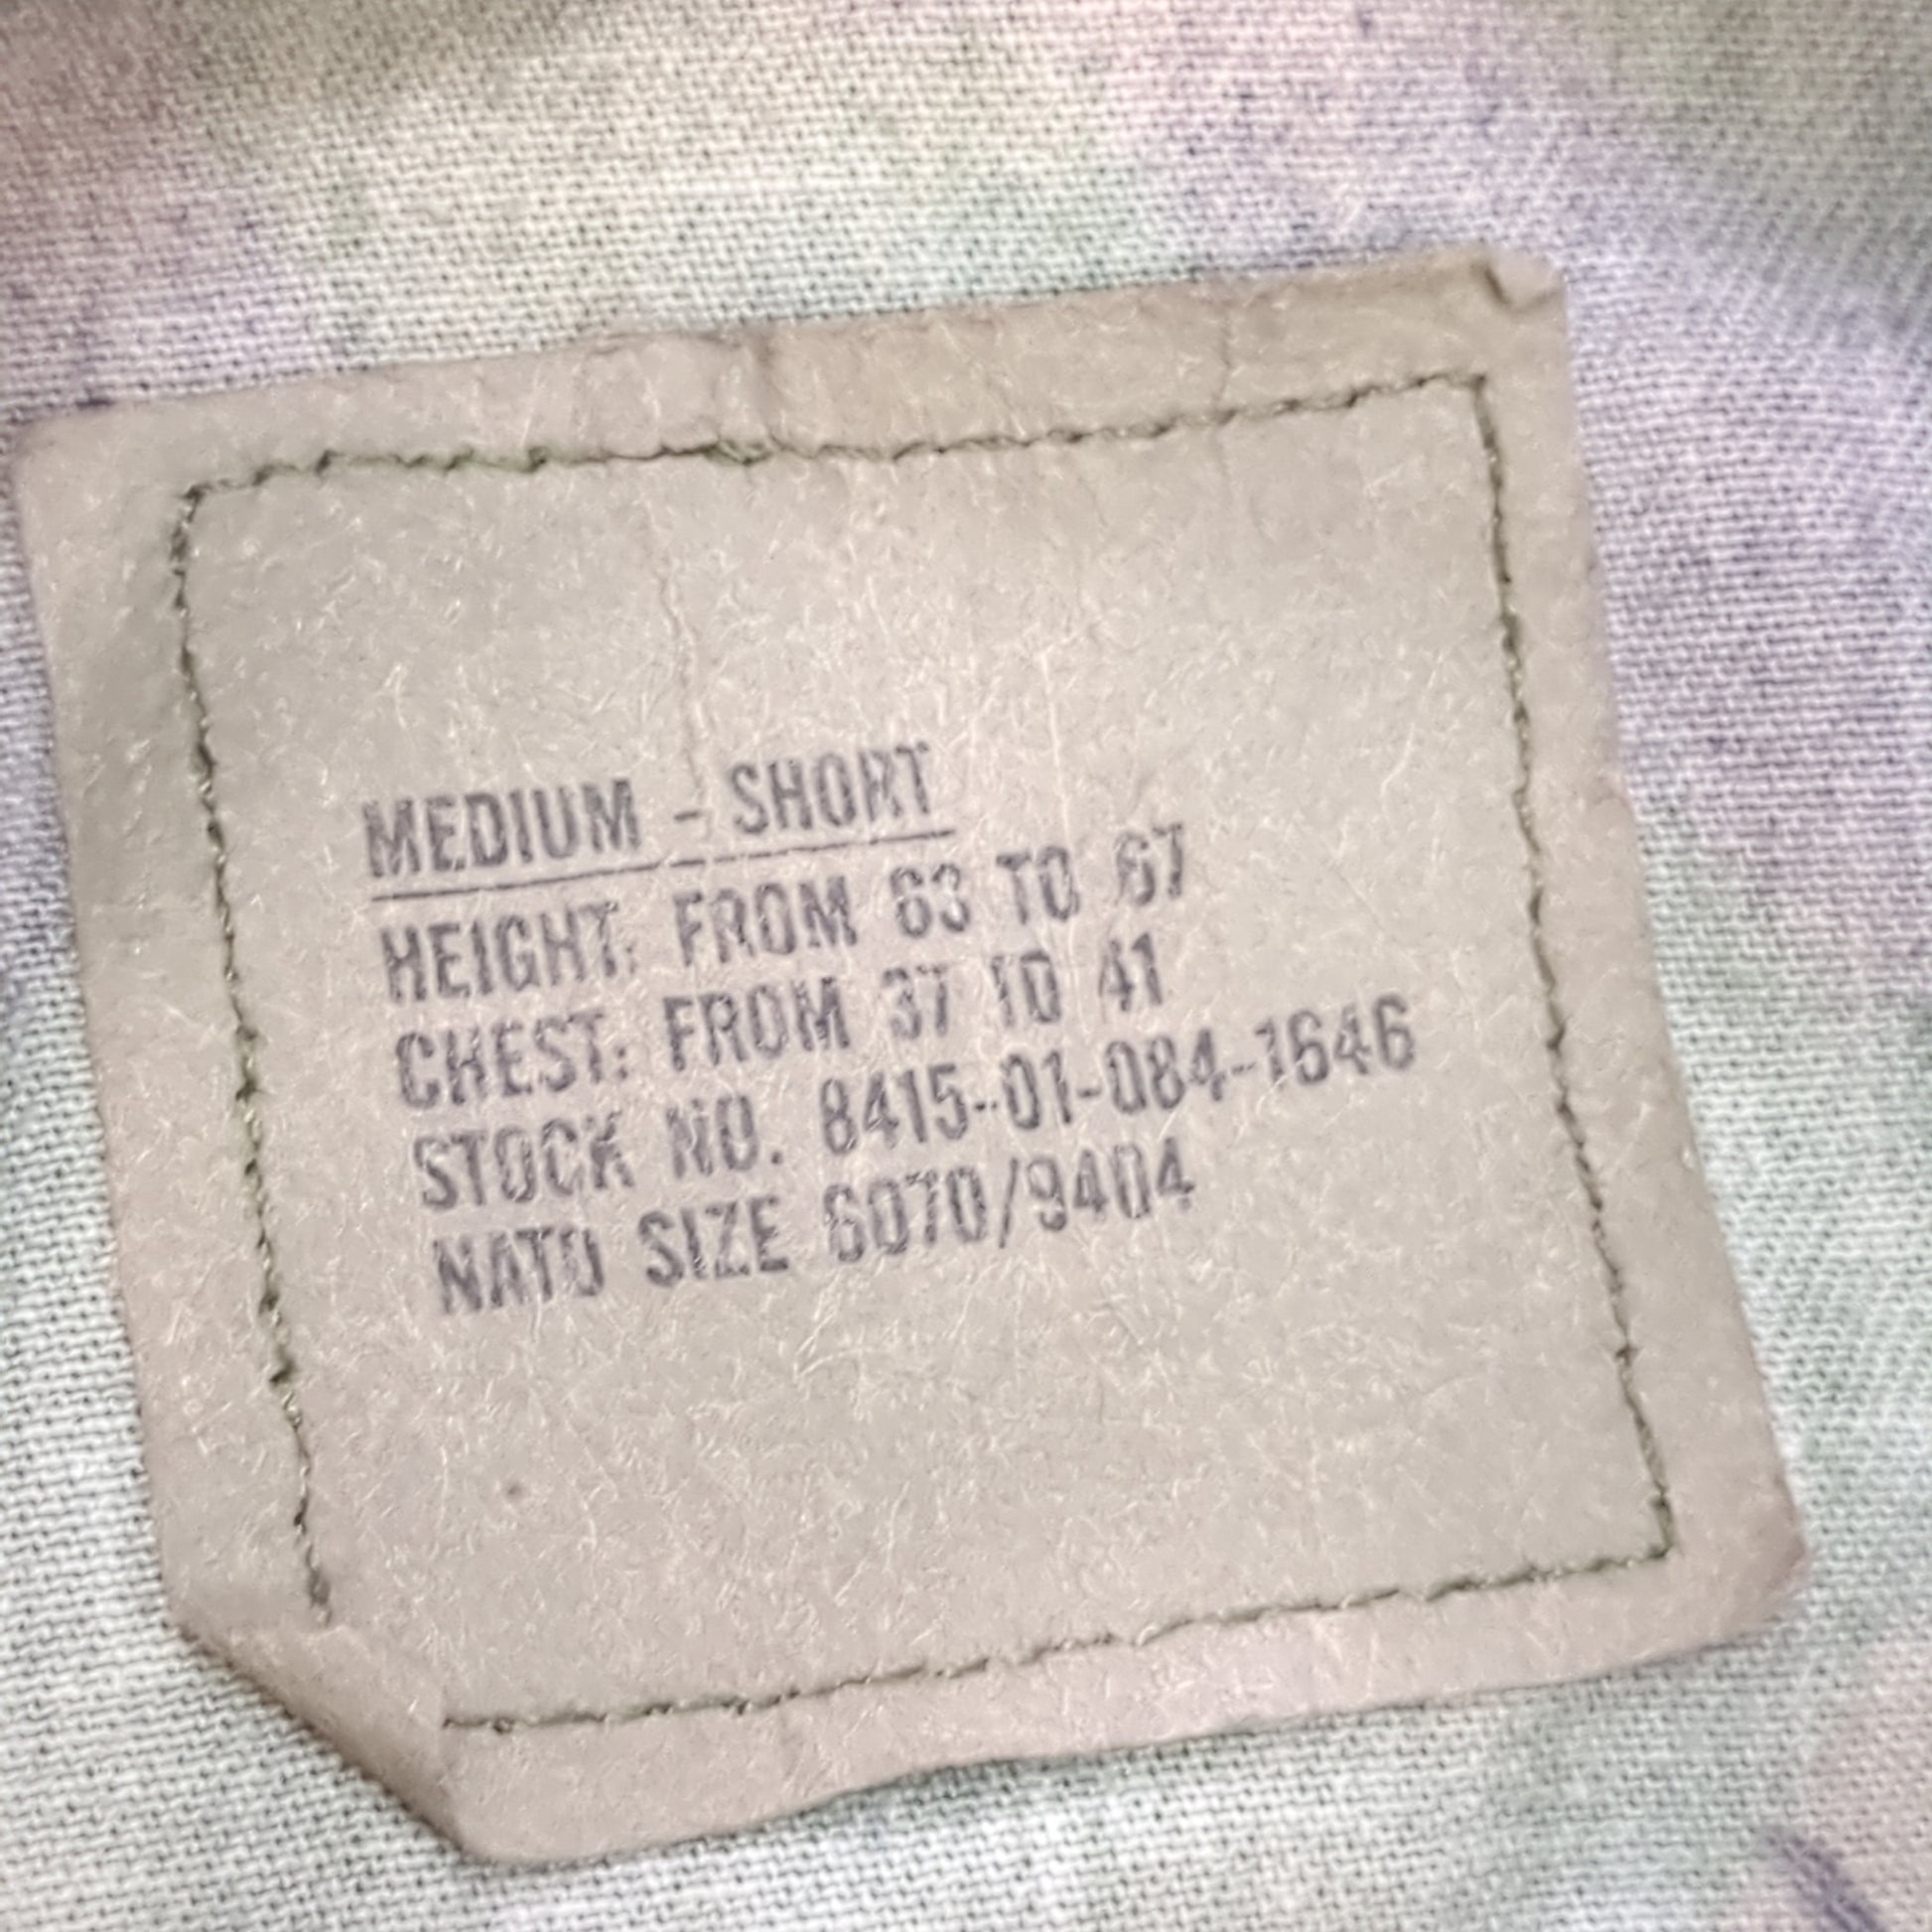 MEDIUM - SHORT
HEIGHT: FROM 63 TO 67
CHEST: FROM 37 TO 41
STOCK NO. 8415-01-084-1646
NATO SIZE 6070/9404